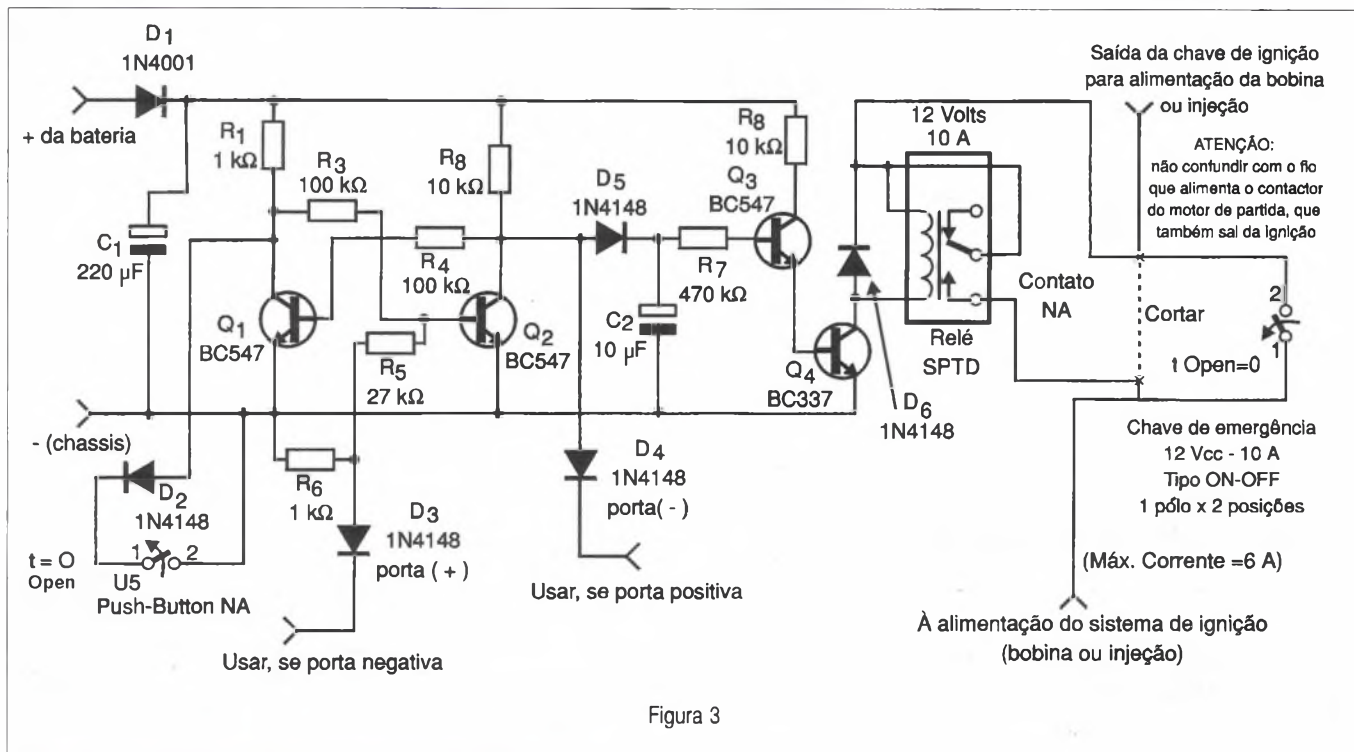 D1
1N4001
+ da bateria
C1
220 µF
R1
1 kΩ
R3
100 kΩ
R8
10 kΩ
R4
100 kΩ
Q1
BC547
R5
27 kΩ
Q2
BC547
D5
1N4148
C2
10 µF
R7
470 kΩ
Q3
BC547
R8
10 kΩ
Q4
BC337
D6
1N4148
12 Volts
10 A
Relé
SPTD
Contato
NA
Saída da chave de ignição
para alimentação da bobina
ou injeção
ATENÇÃO:
não confundir com o fio
que alimenta o contactor
do motor de partida, que
também sai da ignição
Cortar
2
1
t Open=0
Chave de emergência
12 Vcc - 10 A
Tipo ON-OFF
1 pólo x 2 posições
(Máx. Corrente =6 A)
À alimentação do sistema de ignição
(bobina ou injeção)
- (chassis)
D2
1N4148
t = O
Open
1
2
U5
Push-Button NA
R6
1 kΩ
D3
1N4148
porta ( + )
Usar, se porta negativa
D4
1N4148
porta( - )
Usar, se porta positiva
Figura 3